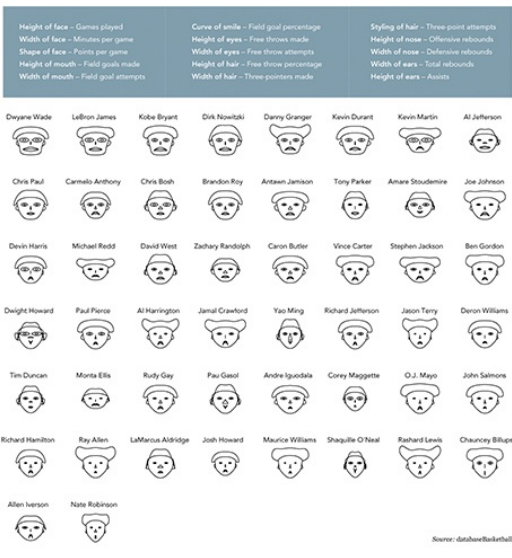 Height of face – Games played
Width of face – Minutes per game
Shape of face – Points per game
Height of mouth – Field goals made
Width of mouth – Field goal attempts
Curve of smile – Field goal percentage
Height of eyes – Free throws made
Width of eyes – Free throw attempts
Height of hair – Free throw percentage
Width of hair – Three-pointers made
Styling of hair – Three-point attempts
Height of nose – Offensive rebounds
Width of nose – Defensive rebounds
Width of ears – Total rebounds
Height of ears – Assists
Dwyane Wade LeBron James Kobe Bryant Dirk Nowitzki Danny Granger Kevin Durant Kevin Martin Al Jefferson
Chris Paul Carmelo Anthony Chris Bosh Brandon Roy Antawn Jamison Tony Parker Amare Stoudemire Joe Johnson
Devin Harris Michael Redd David West Zachary Randolph Caron Butler Vince Carter Stephen Jackson Ben Gordon
Dwight Howard Paul Pierce Al Harrington Jamal Crawford Yao Ming Richard Jefferson Jason Terry Deron Williams
Tim Duncan Monta Ellis Rudy Gay Pau Gasol Andre Iguodala Corey Maggette O.J. Mayo John Salmons
Richard Hamilton Ray Allen LaMarcus Aldridge Josh Howard Maurice Williams Shaquille O'Neal Rashard Lewis Chauncey Billups
Allen Iverson Nate Robinson
Source: databaseBasketball